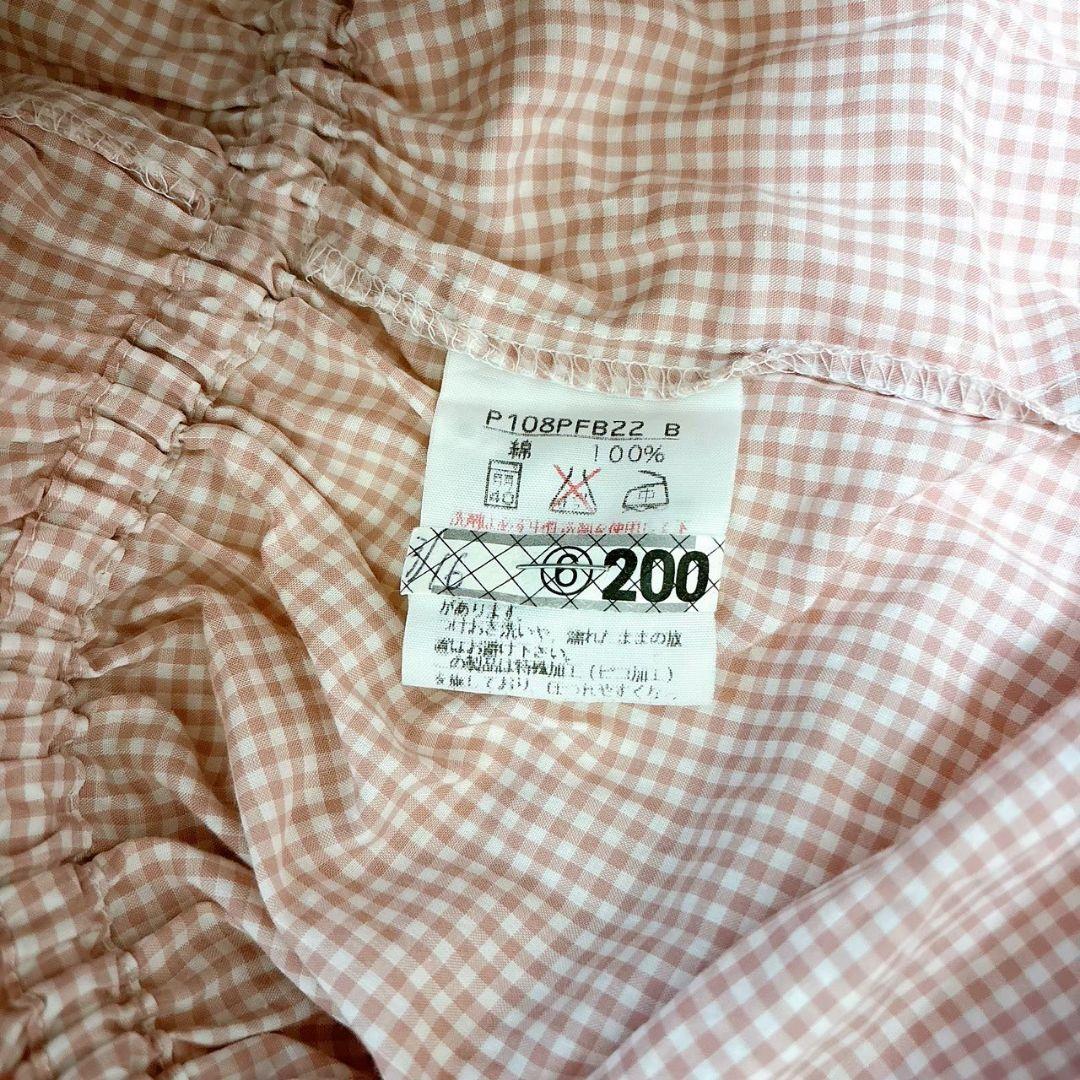 P108PFB22 B
綿 100%
40 中
⑥ 200
があります。
つけおき洗いや、濡れたままの放
置はお避け下さい。
の製品は特殊加工(ピコ加工)
を施しており ほつれやすくな